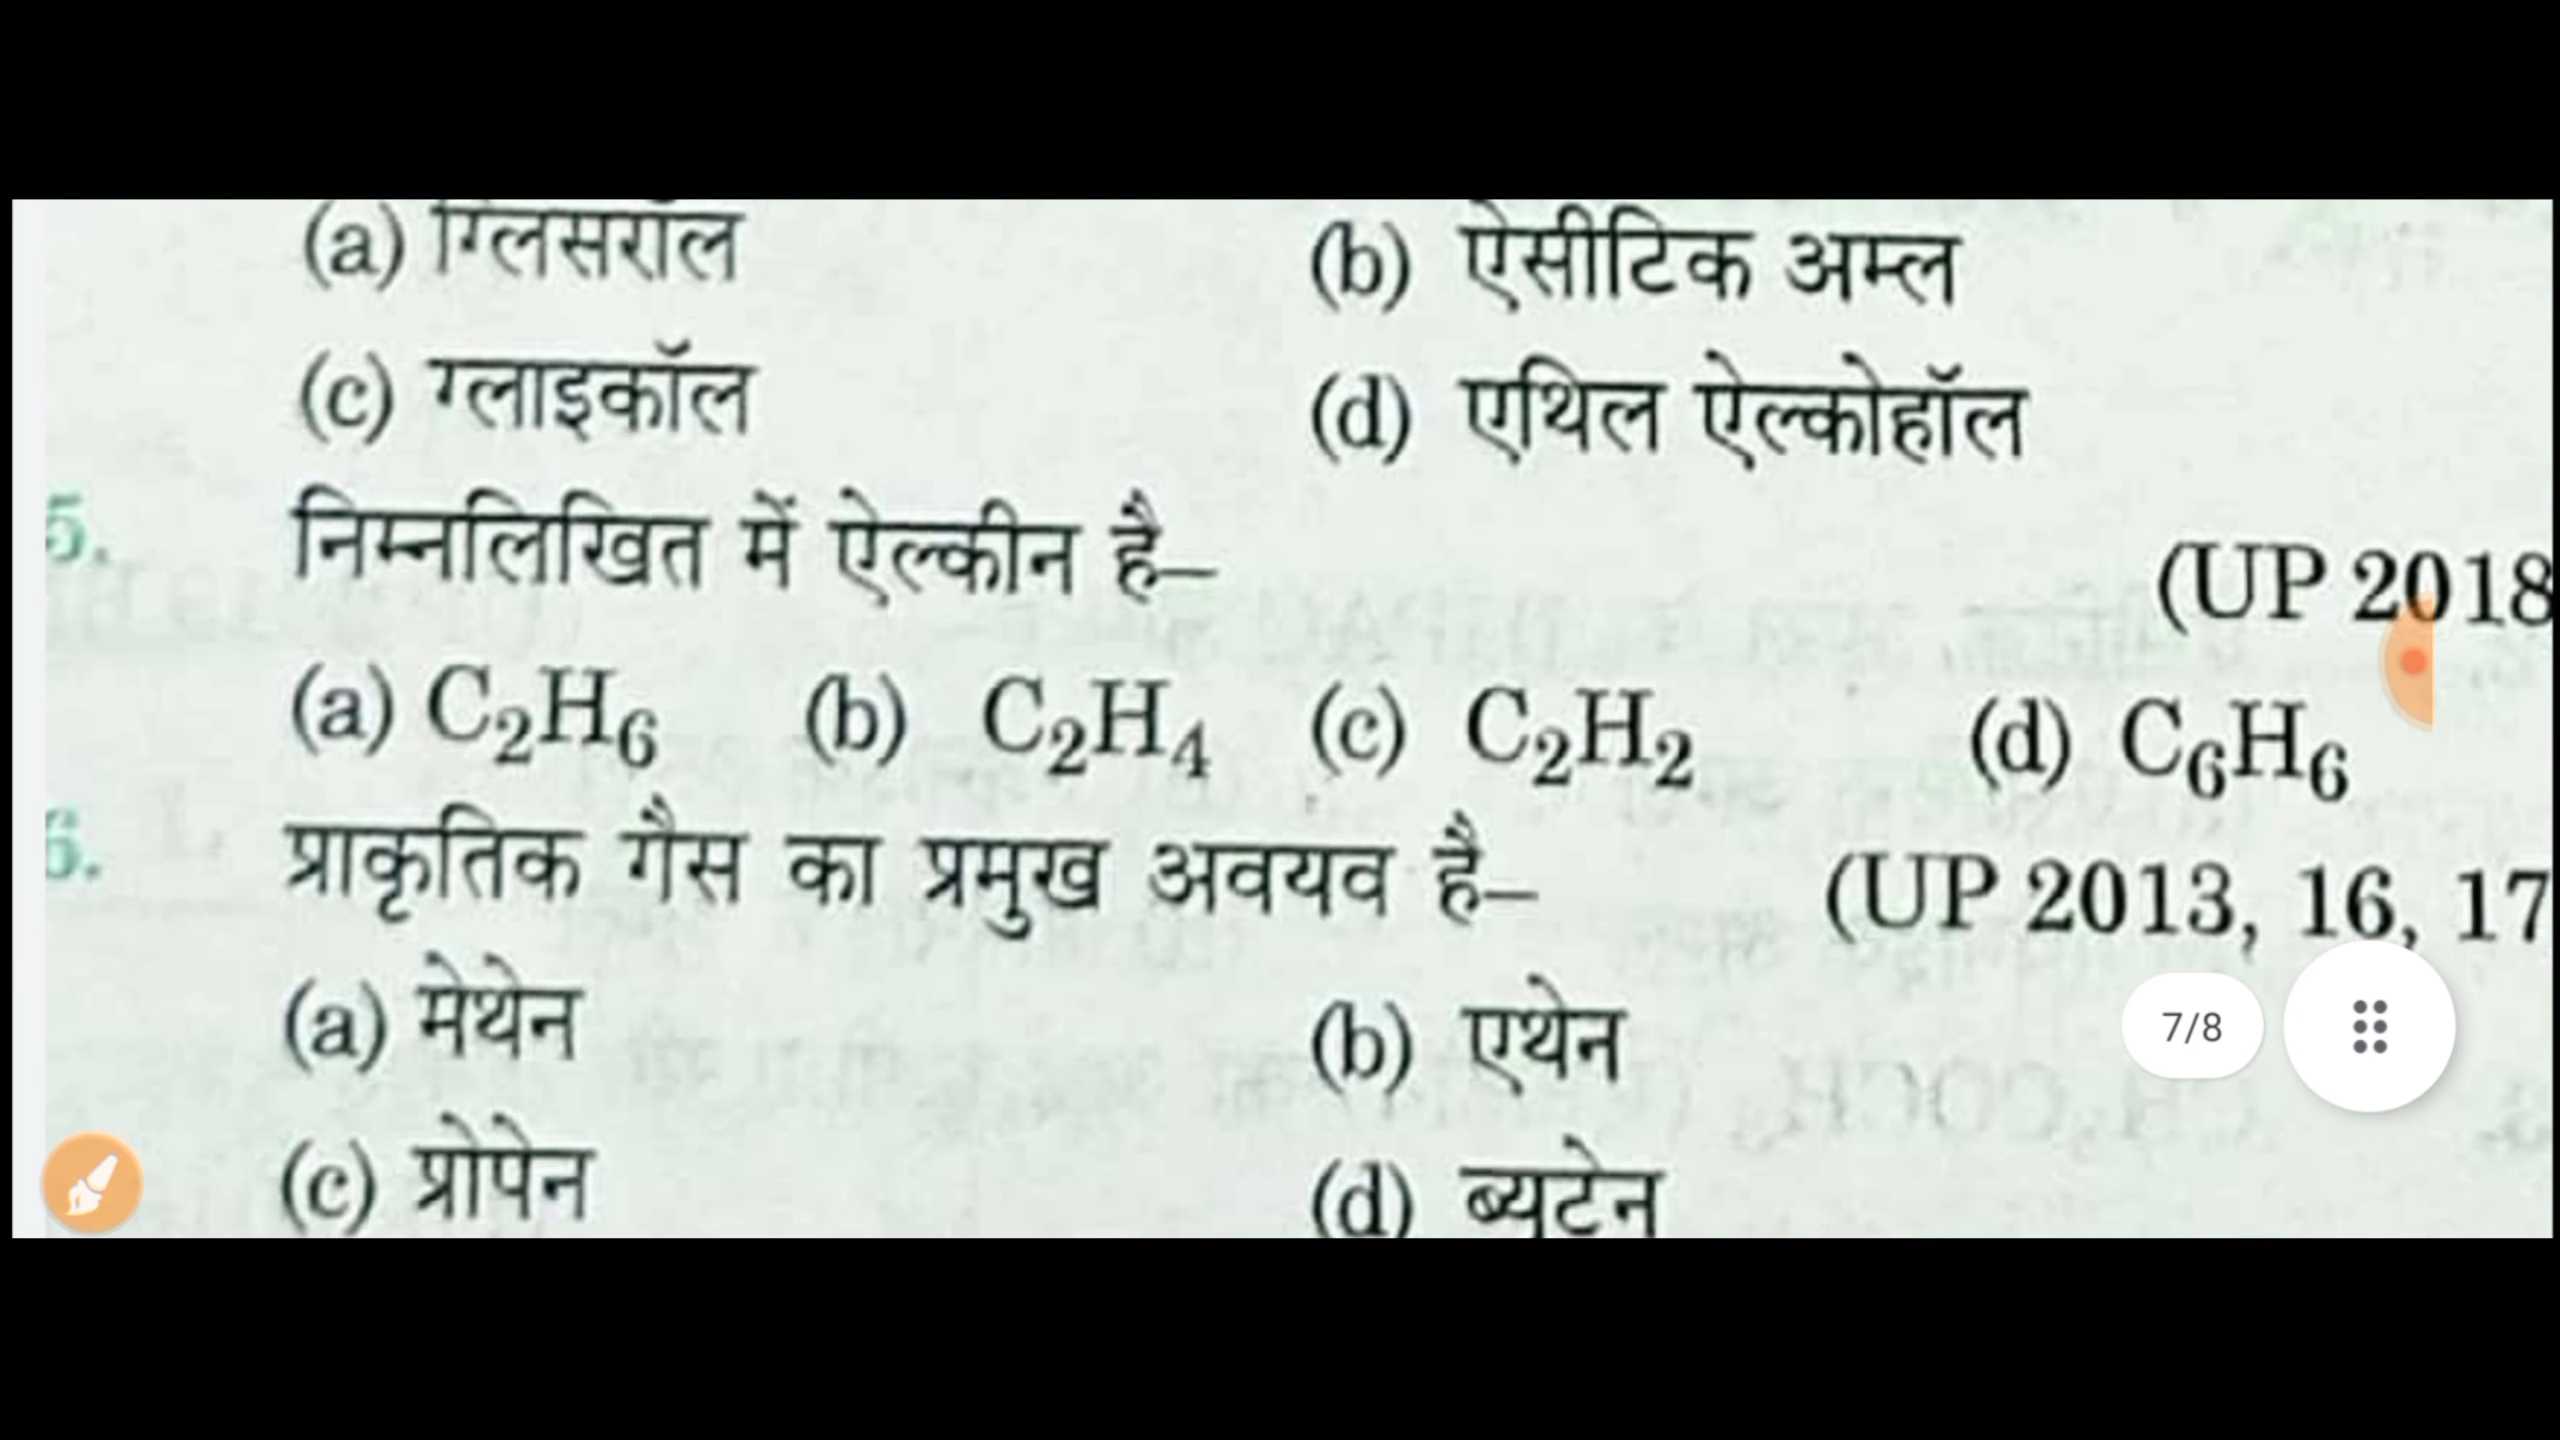 (a) ग्लिसरॉल (b) ऐसीटिक अम्ल
(c) ग्लाइकॉल (d) एथिल ऐल्कोहॉल
5. निम्नलिखित में ऐल्कीन है– (UP 2018
(a) C₂H₆ (b) C₂H₄ (c) C₂H₂ (d) C₆H₆
6. प्राकृतिक गैस का प्रमुख अवयव है– (UP 2013, 16, 17
(a) मेथेन (b) एथेन
7/8
(c) प्रोपेन (d) ब्यूटेन